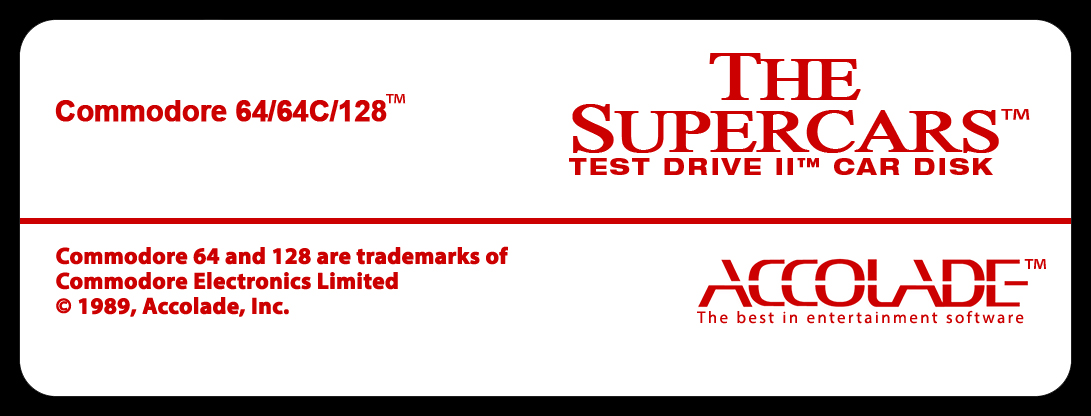 Commodore 64/64C/128™
THE
SUPERCARS™
TEST DRIVE II™ CAR DISK
Commodore 64 and 128 are trademarks of
Commodore Electronics Limited
© 1989, Accolade, Inc.
ACCOLADE™
The best in entertainment software